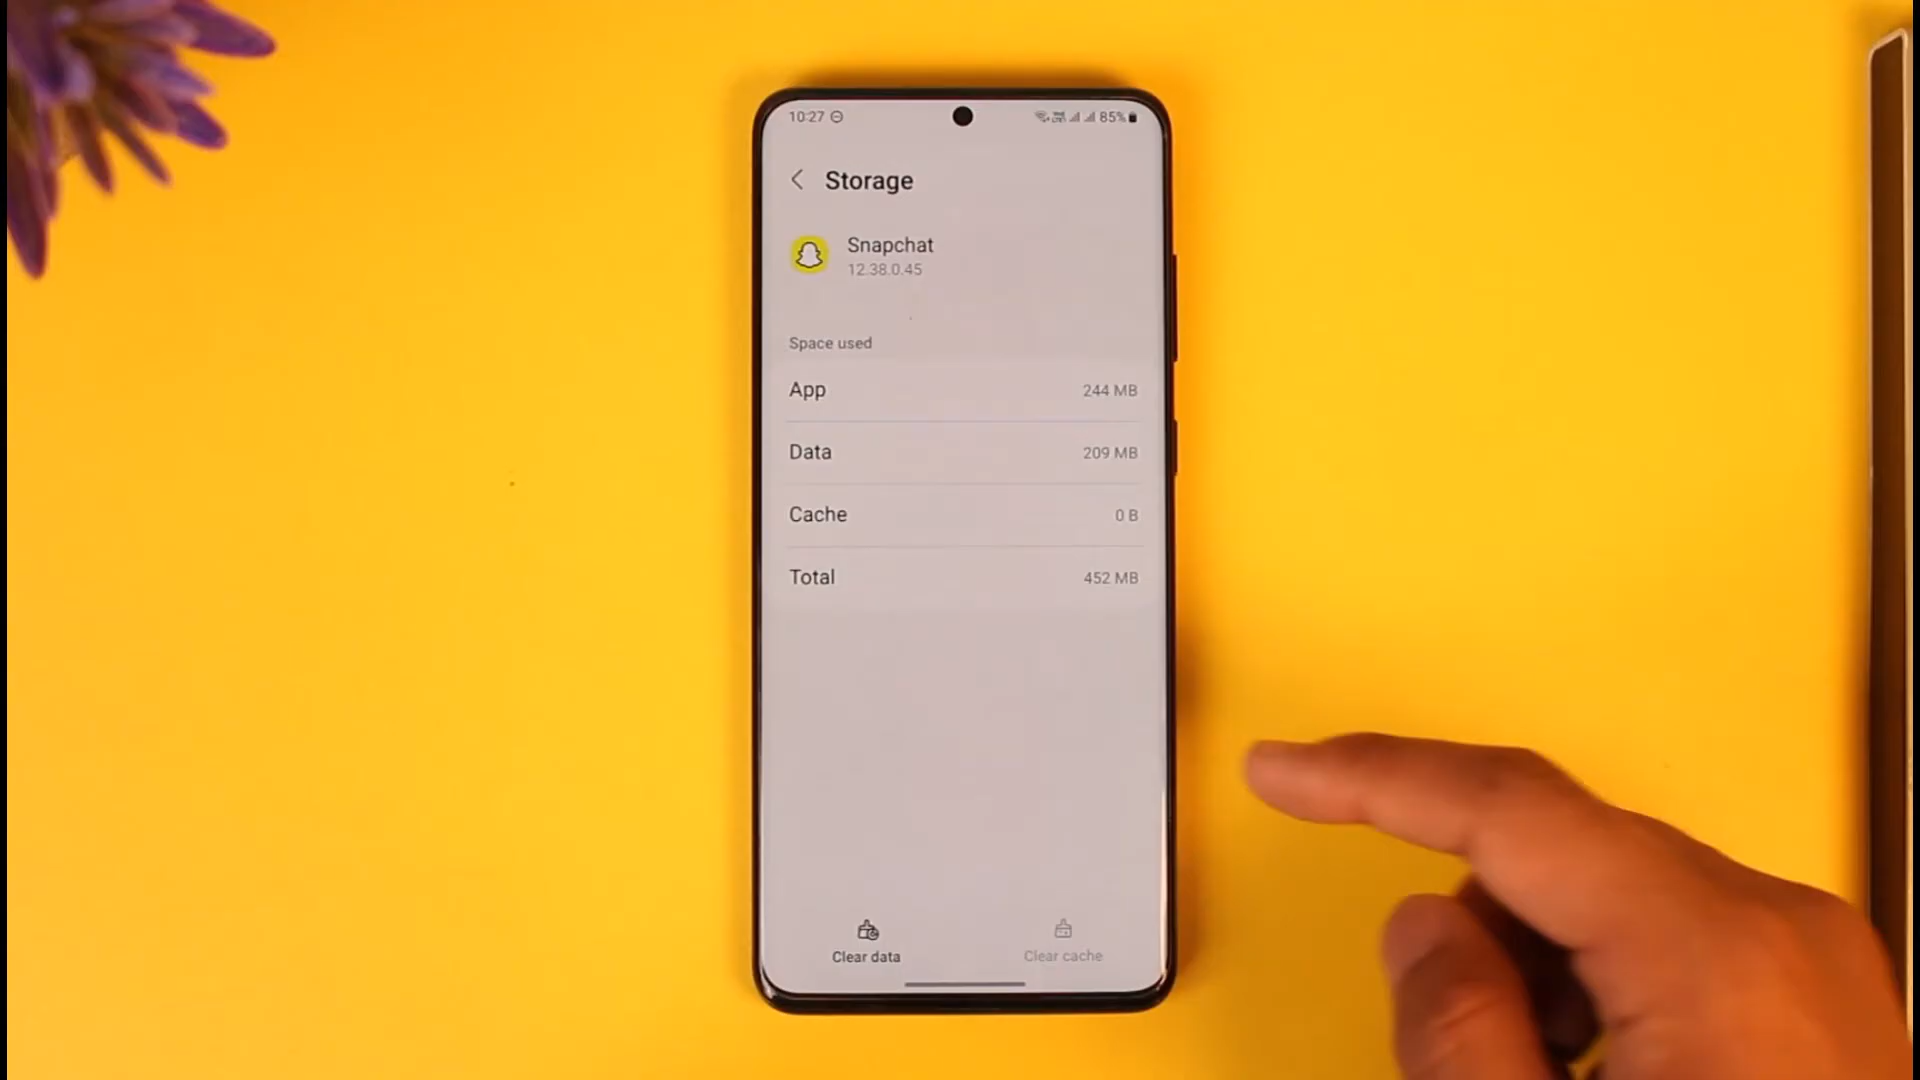 10:27
85%
Storage
Snapchat
12.38.0.45
Space used
App 244 MB
Data 209 MB
Cache 0 B
Total 452 MB
Clear data Clear cache